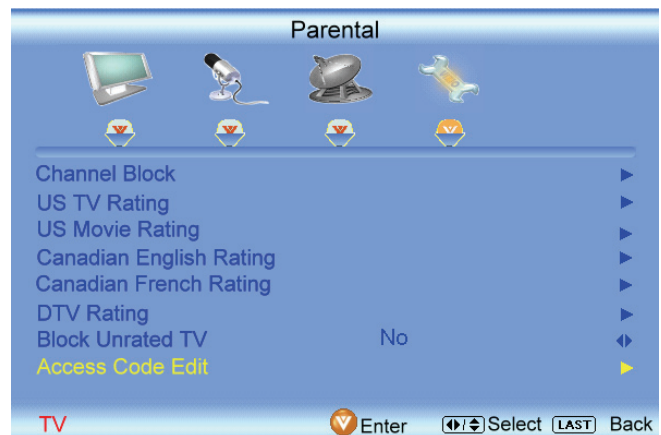 Parental
Channel Block
US TV Rating
US Movie Rating
Canadian English Rating
Canadian French Rating
DTV Rating
Block Unrated TV No
Access Code Edit
TV Enter Select LAST Back